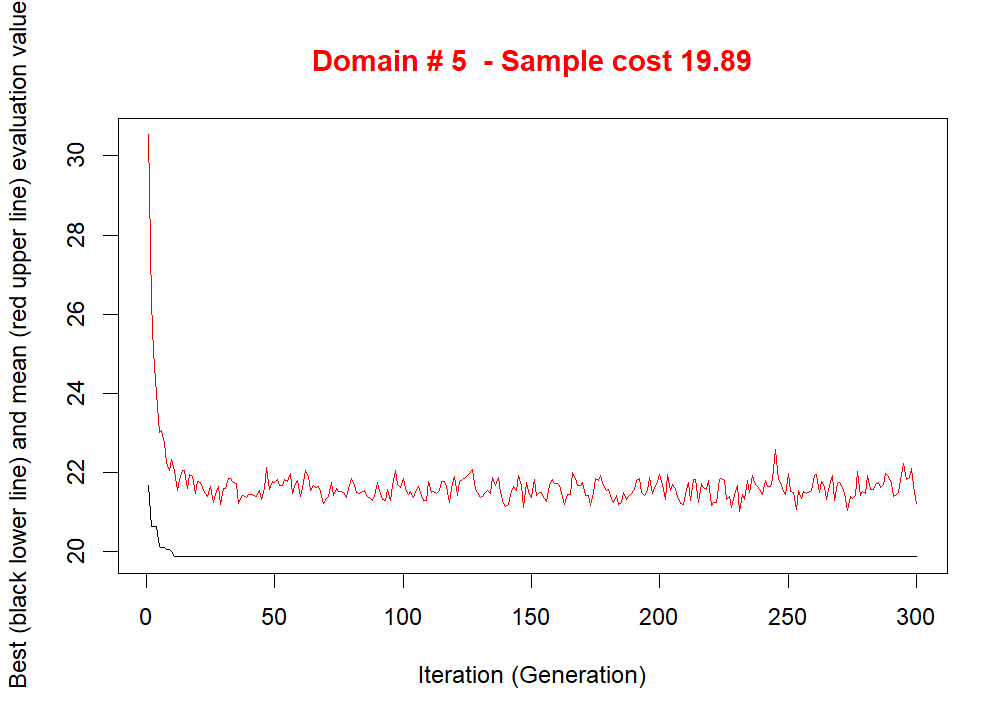 Domain # 5  - Sample cost 19.89
Best (black lower line) and mean (red upper line) evaluation value
30
28
26
24
22
20
0 50 100 150 200 250 300
Iteration (Generation)